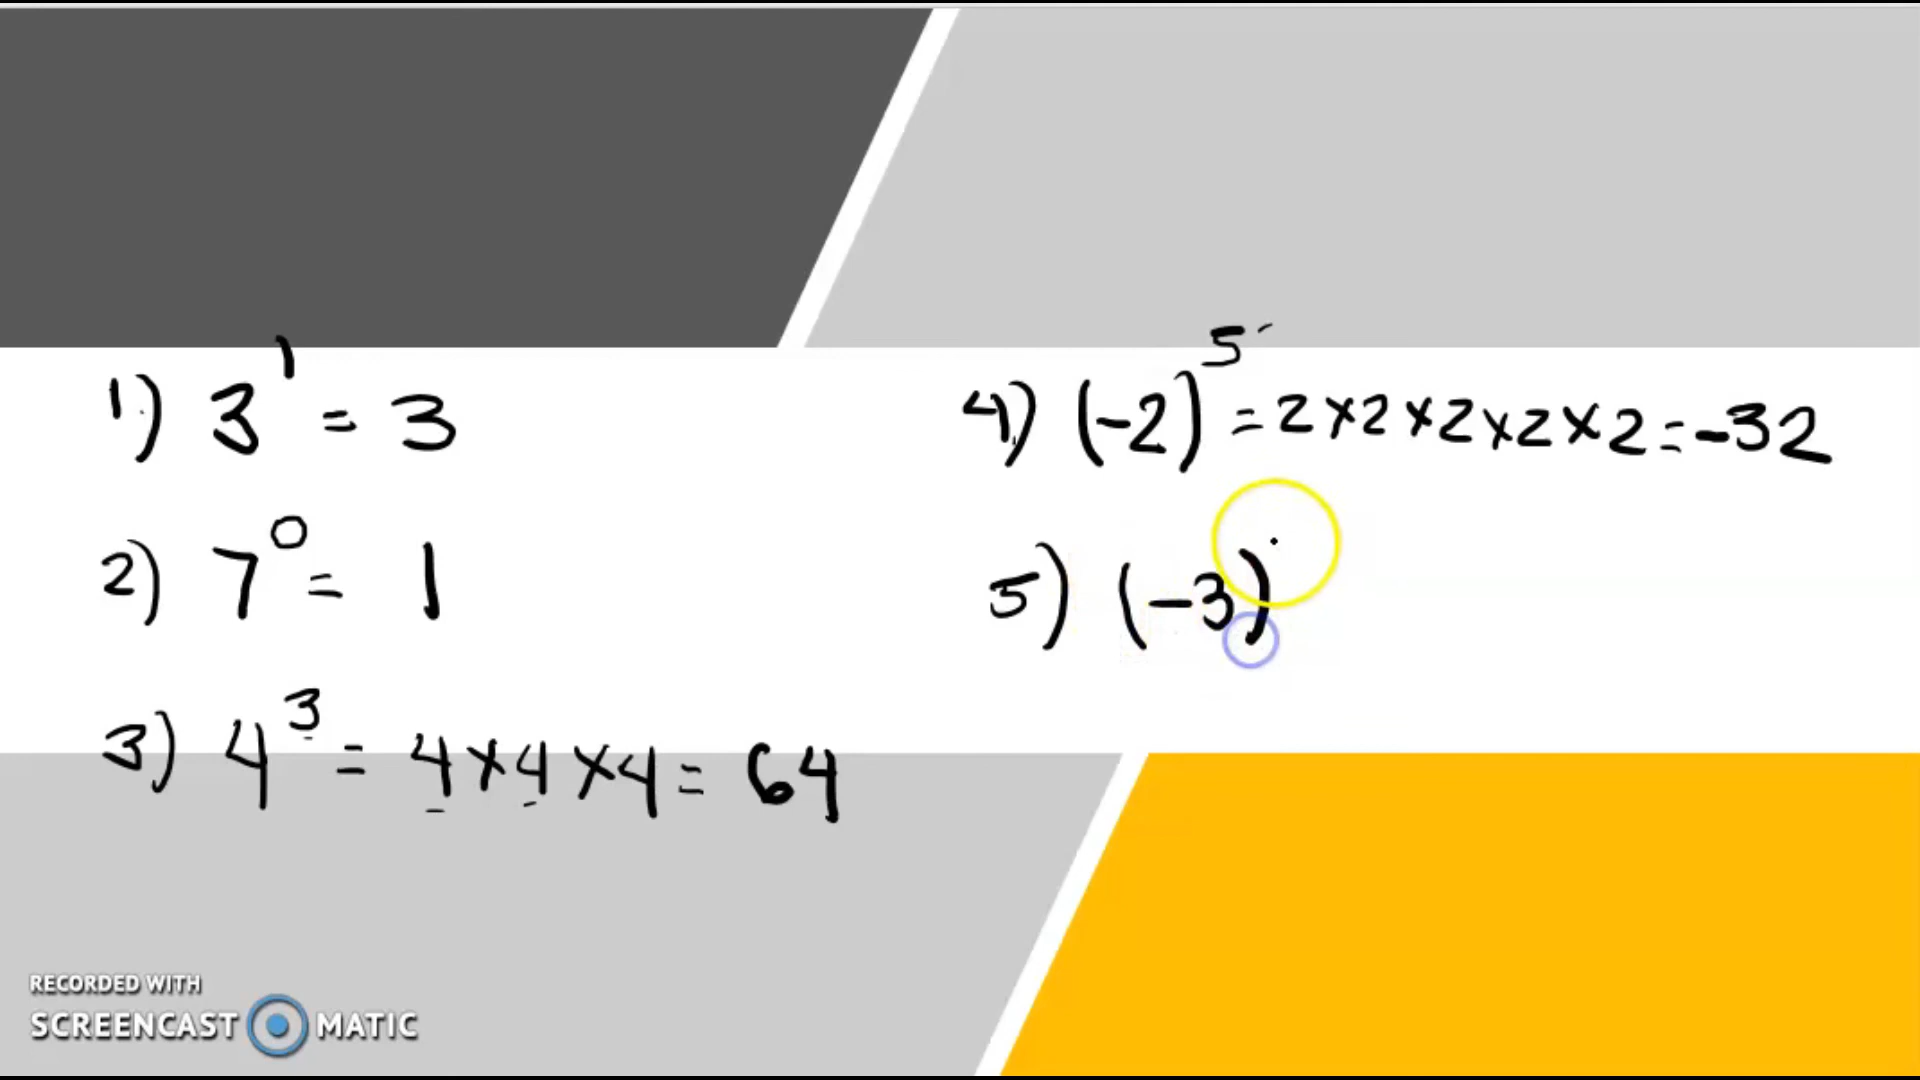 1) 3¹ = 3
2) 7⁰ = 1
3) 4³ = 4×4×4 = 64
4) (-2)⁵ = 2×2×2×2×2 = -32
5) (-3)
RECORDED WITH
SCREENCAST MATIC